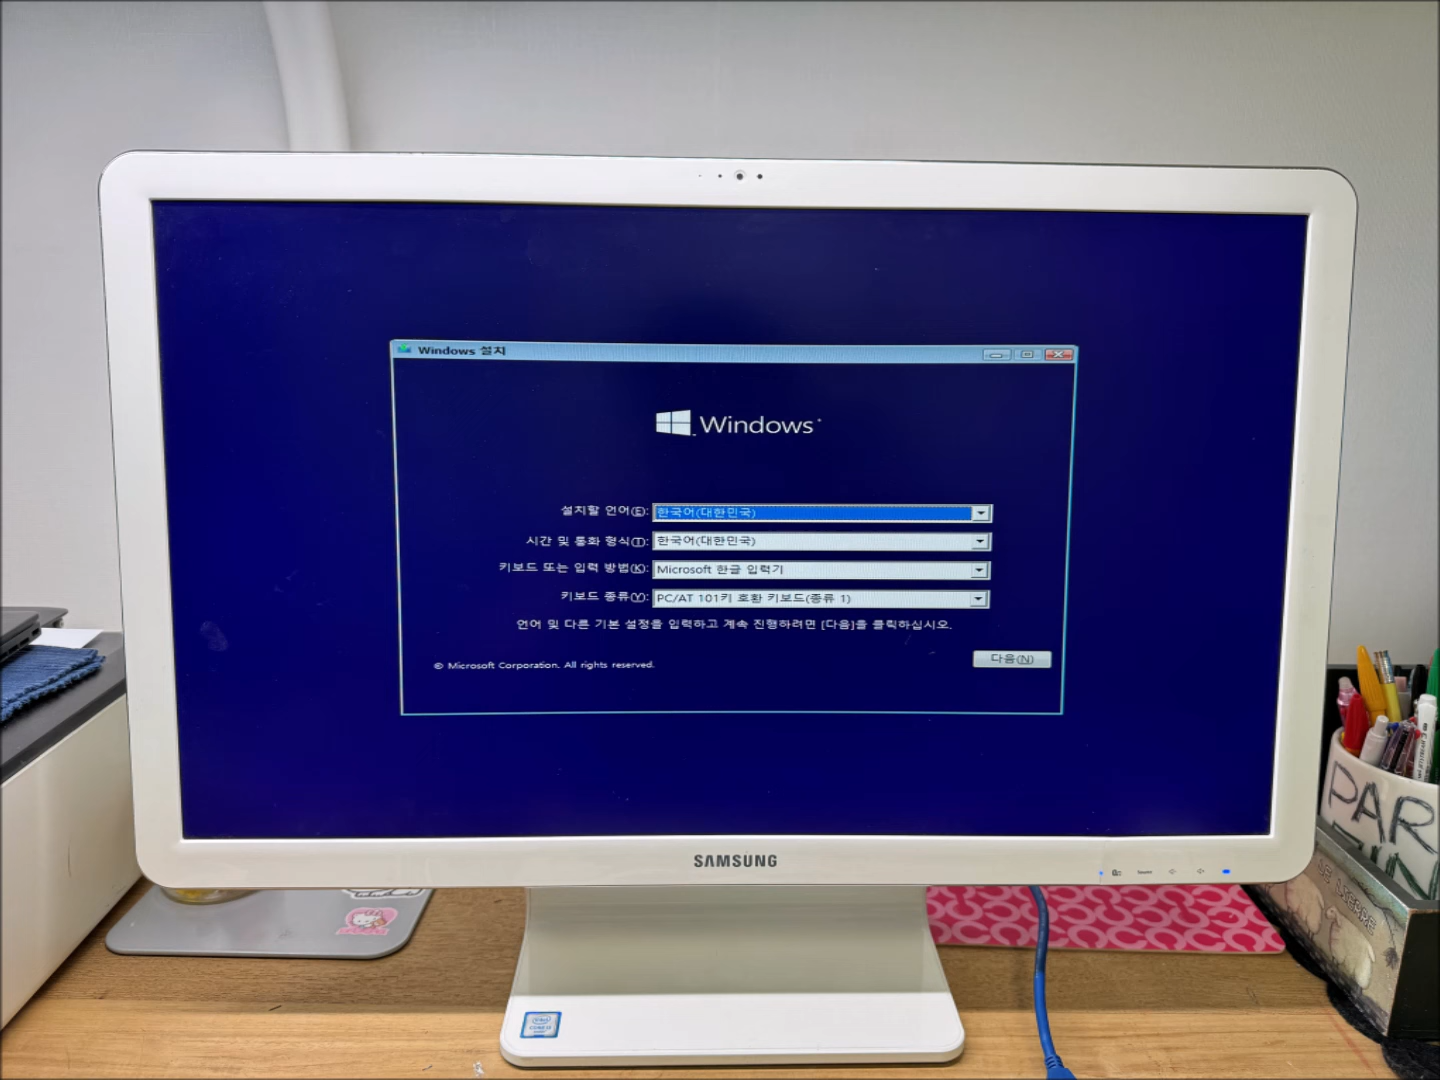 Windows 설치
Windows
설치할 언어(E): 한국어(대한민국)
시간 및 통화 형식(T): 한국어(대한민국)
키보드 또는 입력 방법(K): Microsoft 한글 입력기
키보드 종류(Y): PC/AT 101키 호환 키보드(종류 1)
언어 및 다른 기본 설정을 입력하고 계속 진행하려면 [다음]을 클릭하십시오.
© Microsoft Corporation. All rights reserved.
다음(N)
SAMSUNG
Source
PAR
LE LIERRE
intel